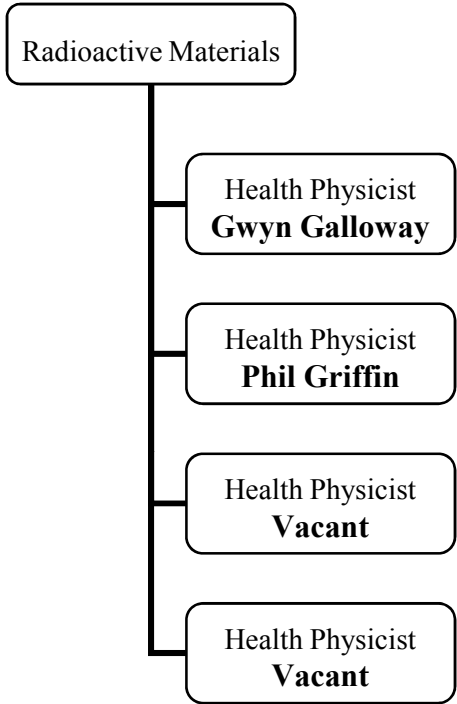 Radioactive Materials
Health Physicist
Gwyn Galloway
Health Physicist
Phil Griffin
Health Physicist
Vacant
Health Physicist
Vacant